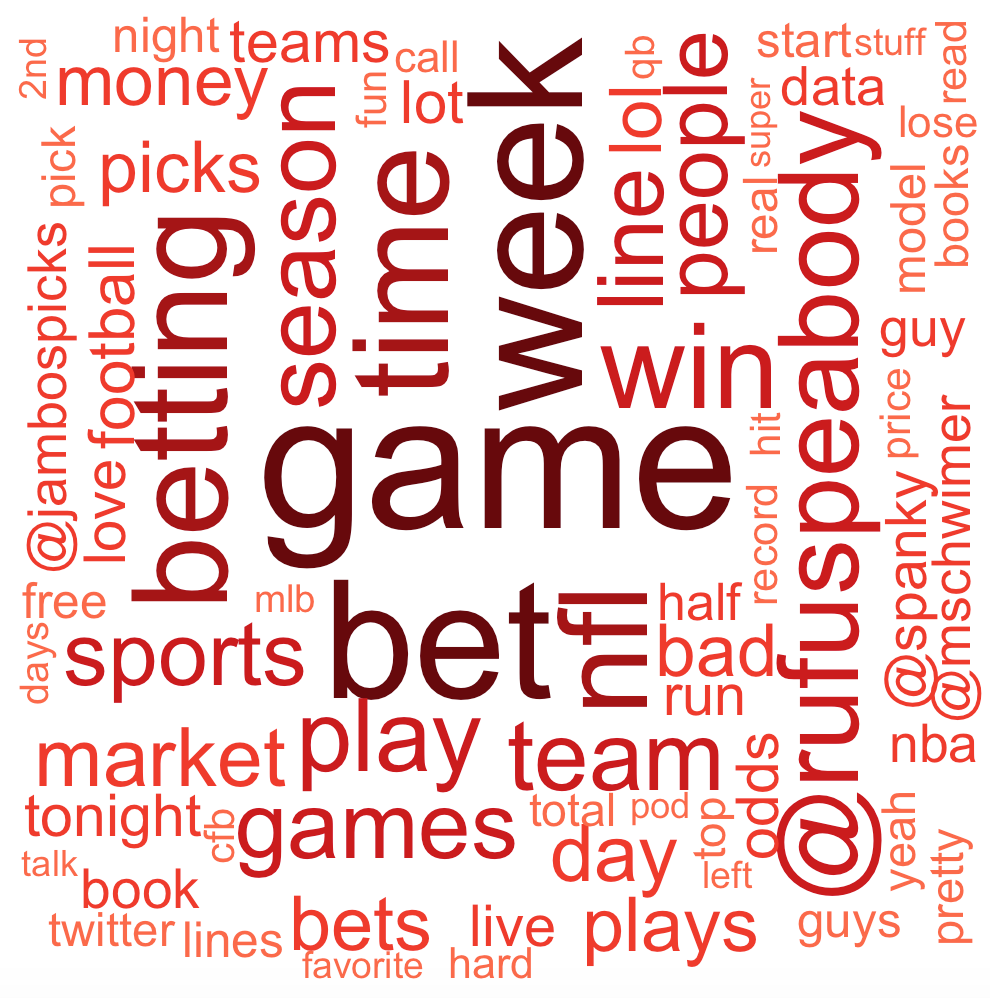 night
teams
call
2nd
money
fun
lot
season
time
week
qb
lol
people
start
stuff
read
data
super
lose
pick
picks
line
real
@rufuspeabody
model
books
@jambospicks
football
love
betting
win
guy
game
hit
price
@spanky
@mschwimer
record
free
mlb
bet
nfl
half
days
sports
bad
run
market
play
team
odds
nba
tonight
cfb
games
total
pod
top
day
left
yeah
pretty
talk
book
twitter
lines
bets
live
plays
guys
favorite
hard